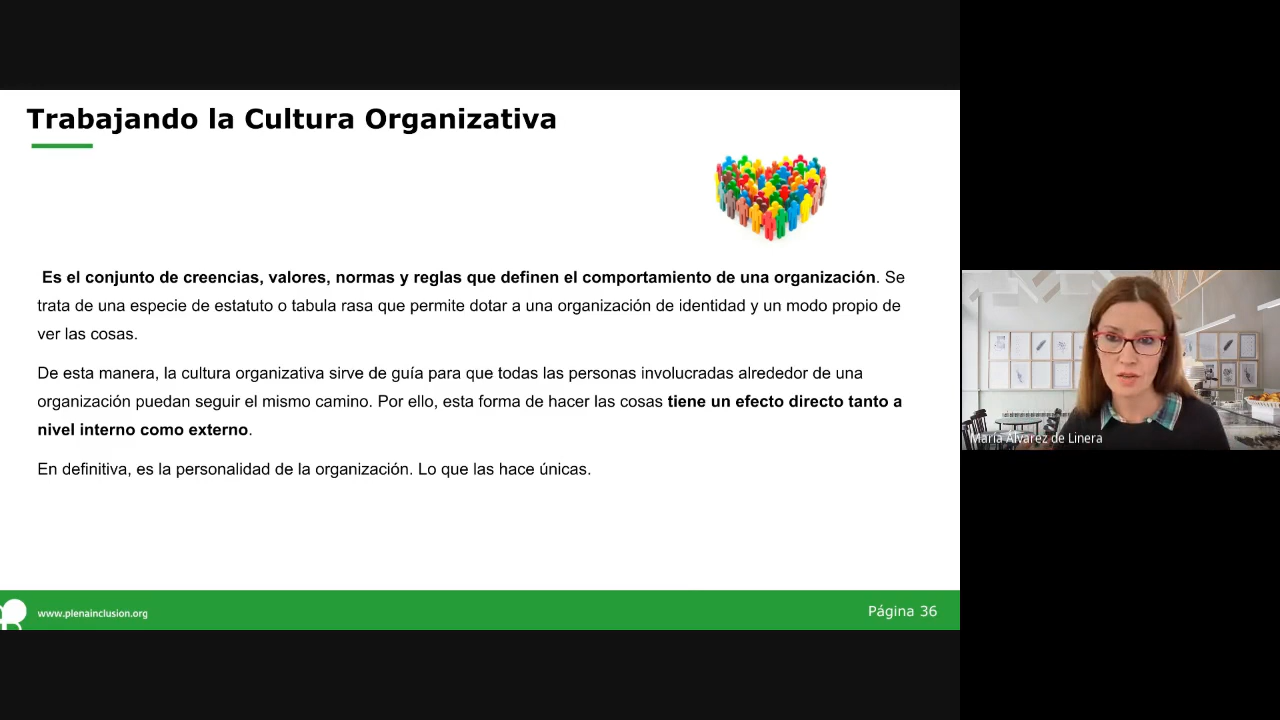 Trabajando la Cultura Organizativa
Es el conjunto de creencias, valores, normas y reglas que definen el comportamiento de una organización. Se
trata de una especie de estatuto o tabula rasa que permite dotar a una organización de identidad y un modo propio de
ver las cosas.
De esta manera, la cultura organizativa sirve de guía para que todas las personas involucradas alrededor de una
organización puedan seguir el mismo camino. Por ello, esta forma de hacer las cosas tiene un efecto directo tanto a
nivel interno como externo.
En definitiva, es la personalidad de la organización. Lo que las hace únicas.
www.plenainclusion.org
Página 36
María Álvarez de Linera